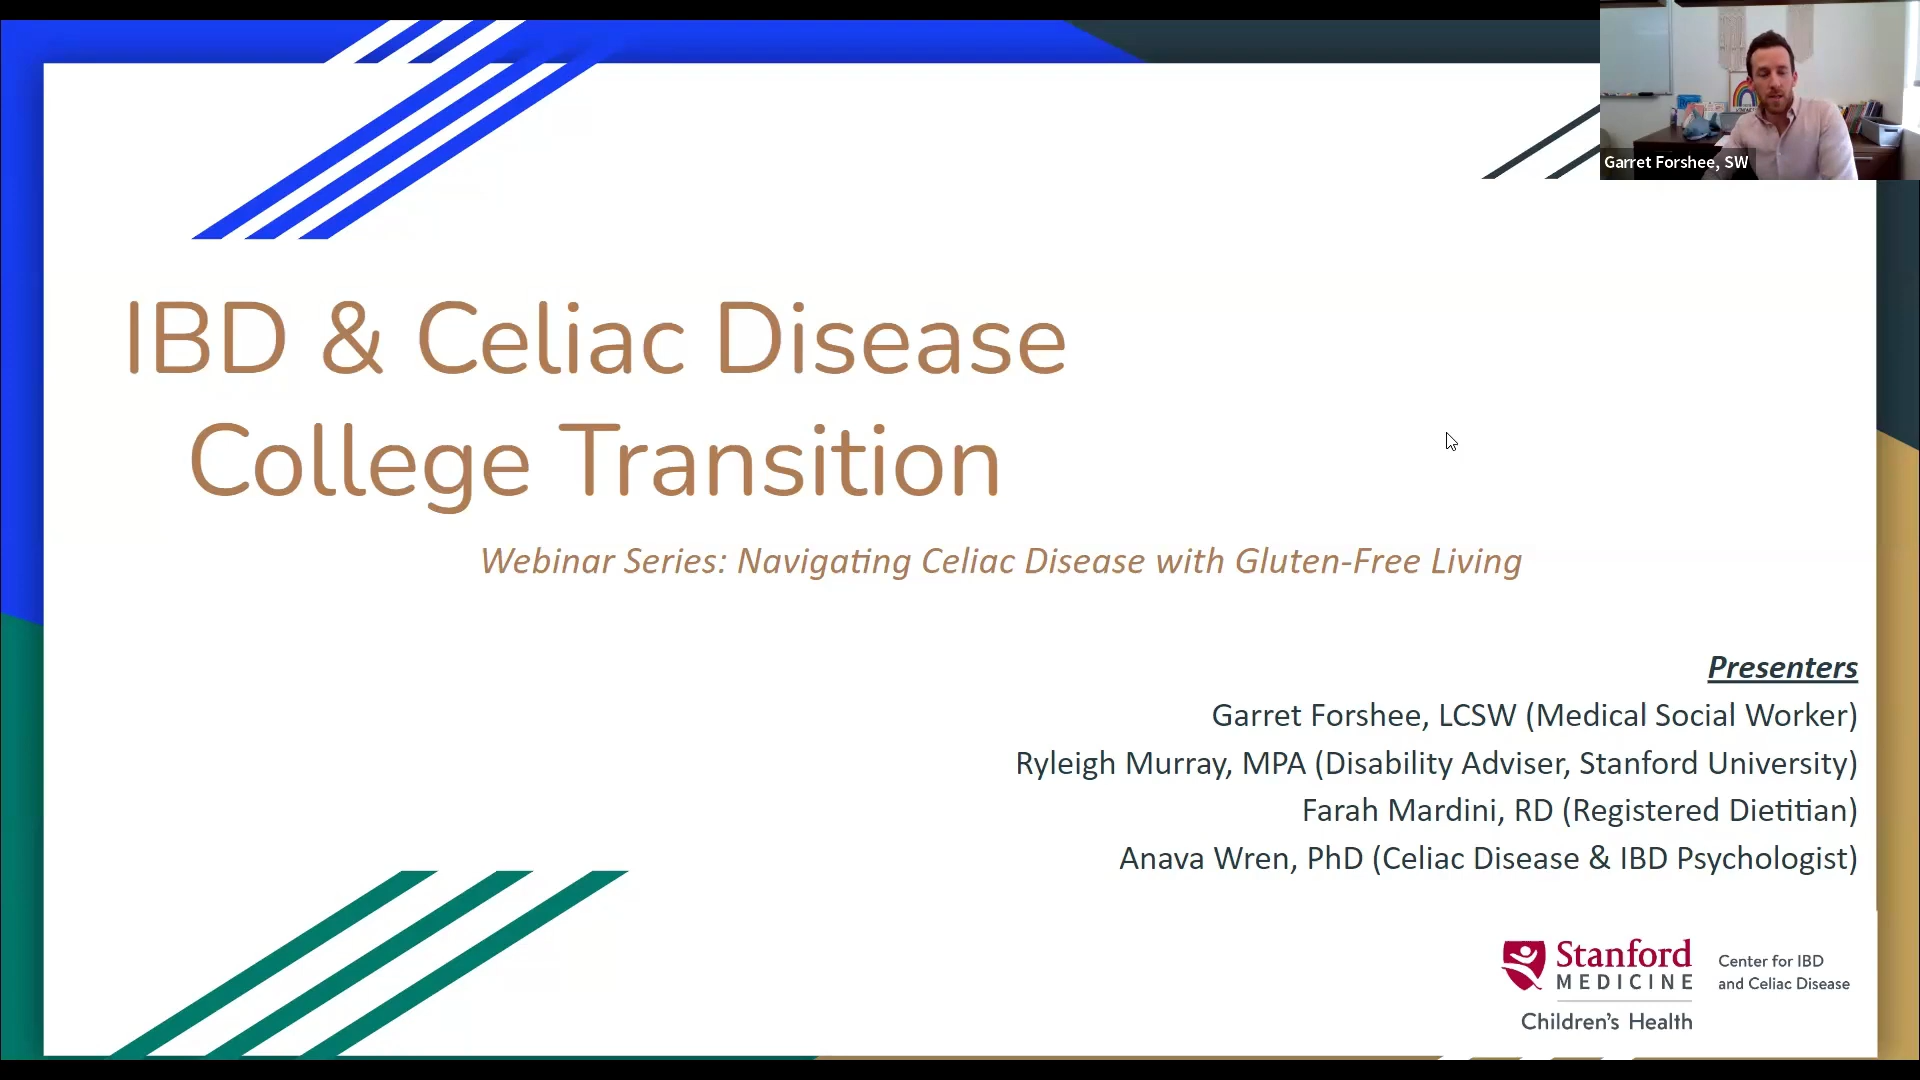 Garret Forshee, SW
IBD & Celiac Disease
College Transition
Webinar Series: Navigating Celiac Disease with Gluten-Free Living
Presenters
Garret Forshee, LCSW (Medical Social Worker)
Ryleigh Murray, MPA (Disability Adviser, Stanford University)
Farah Mardini, RD (Registered Dietitian)
Anava Wren, PhD (Celiac Disease & IBD Psychologist)
Stanford
MEDICINE
Children's Health
Center for IBD
and Celiac Disease